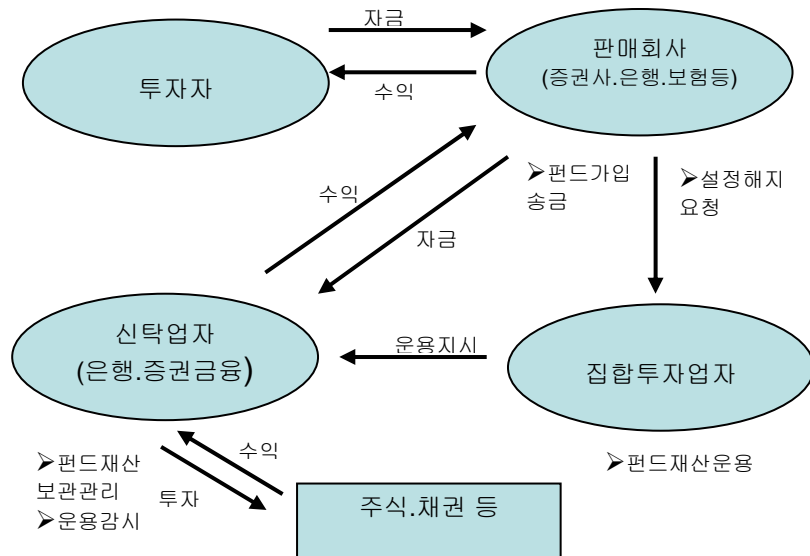 자금
투자자
판매회사
(증권사.은행.보험등)
수익
수익
자금
➢펀드가입
송금
➢설정해지
요청
신탁업자
(은행.증권금융)
운용지시
집합투자업자
➢펀드재산
보관관리
➢운용감시
수익
투자
➢펀드재산운용
주식.채권 등